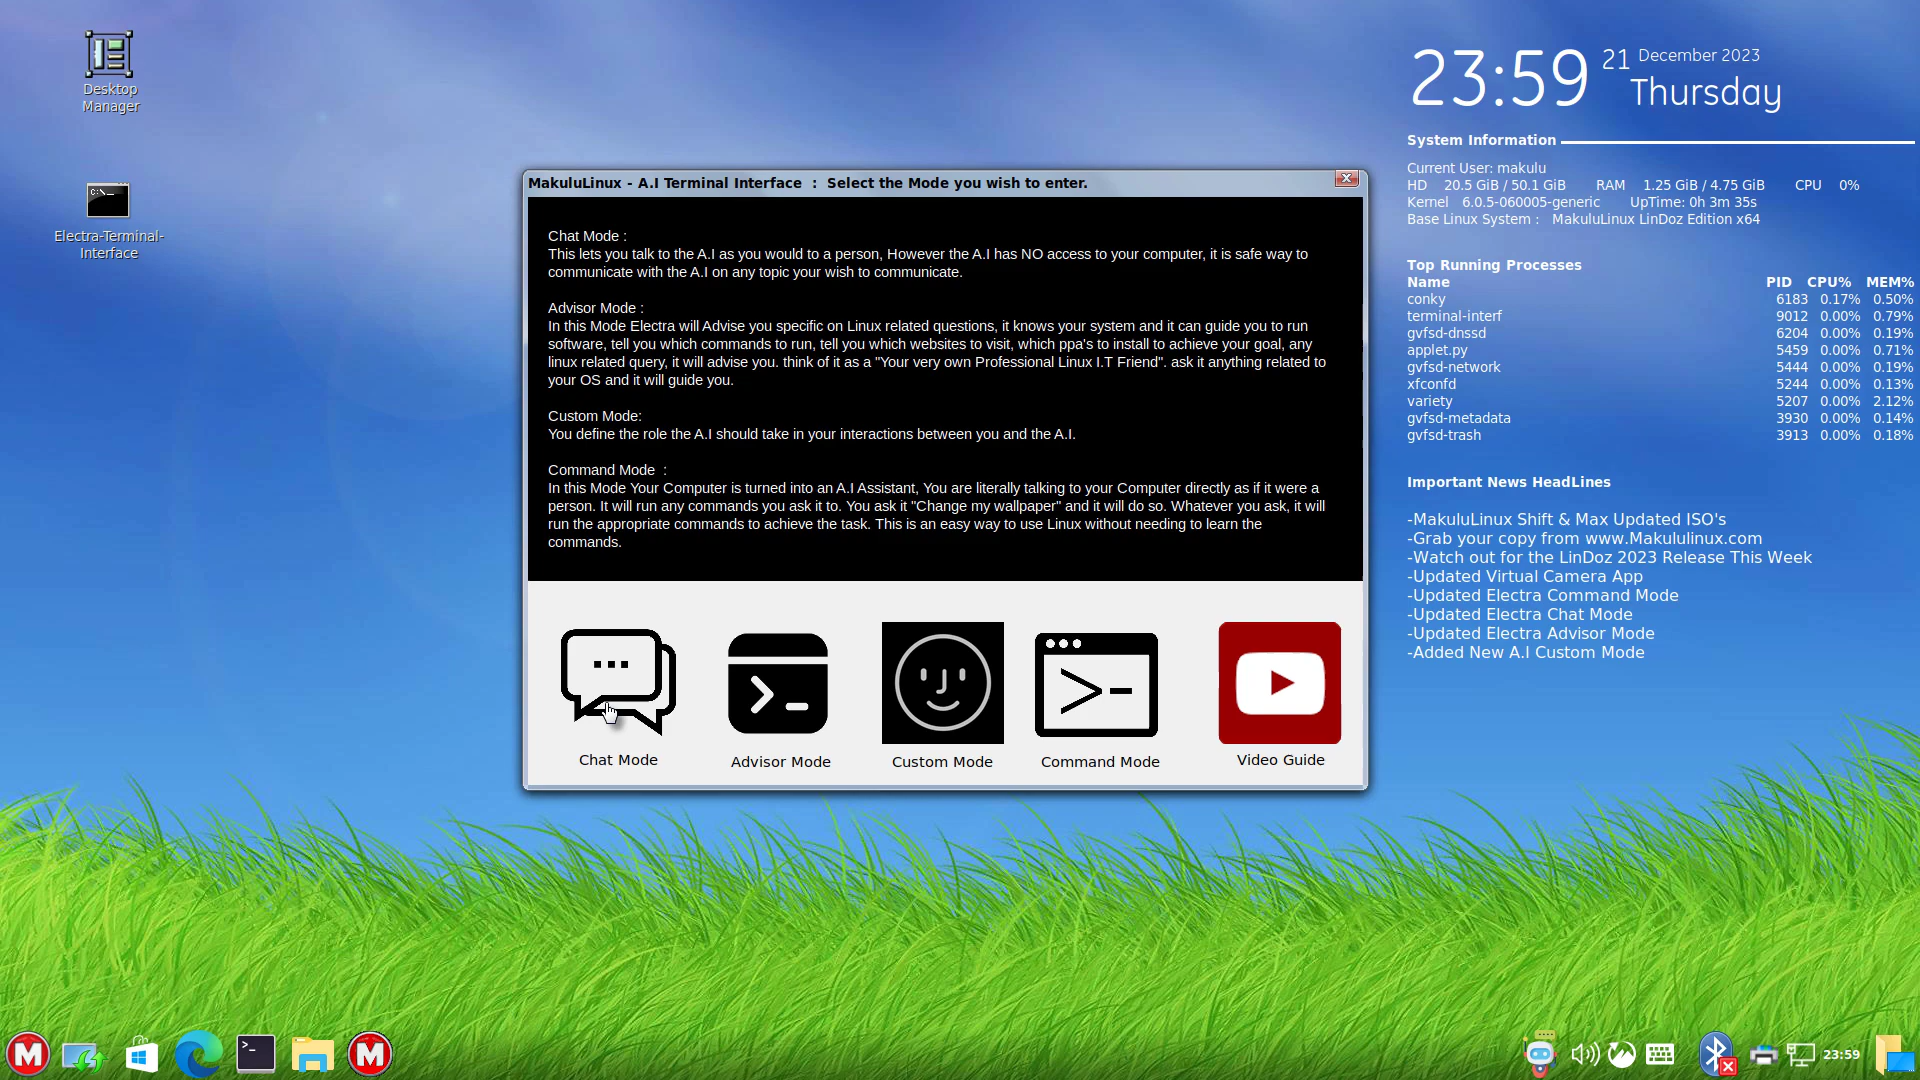 Desktop
Manager
C:\>_
Electra-Terminal-
Interface
MakuluLinux - A.I Terminal Interface  :  Select the Mode you wish to enter.
Chat Mode :
This lets you talk to the A.I as you would to a person, However the A.I has NO access to your computer, it is safe way to
communicate with the A.I on any topic your wish to communicate.
Advisor Mode :
In this Mode Electra will Advise you specific on Linux related questions, it knows your system and it can guide you to run
software, tell you which commands to run, tell you which websites to visit, which ppa's to install to achieve your goal, any
linux related query, it will advise you. think of it as a "Your very own Professional Linux I.T Friend". ask it anything related to
your OS and it will guide you.
Custom Mode:
You define the role the A.I should take in your interactions between you and the A.I.
Command Mode  :
In this Mode Your Computer is turned into an A.I Assistant, You are literally talking to your Computer directly as if it were a
person. It will run any commands you ask it to. You ask it "Change my wallpaper" and it will do so. Whatever you ask, it will
run the appropriate commands to achieve the task. This is an easy way to use Linux without needing to learn the
commands.
Chat Mode
Advisor Mode
Custom Mode
Command Mode
Video Guide
23:59 21 December 2023
Thursday
System Information
Current User: makulu
HD 20.5 GiB / 50.1 GiB RAM 1.25 GiB / 4.75 GiB CPU 0%
Kernel 6.0.5-060005-generic UpTime: 0h 3m 35s
Base Linux System : MakuluLinux LinDoz Edition x64
Top Running Processes
Name PID CPU% MEM%
conky 6183 0.17% 0.50%
terminal-interf 9012 0.00% 0.79%
gvfsd-dnssd 6204 0.00% 0.19%
applet.py 5459 0.00% 0.71%
gvfsd-network 5444 0.00% 0.19%
xfconfd 5244 0.00% 0.13%
variety 5207 0.00% 2.12%
gvfsd-metadata 3930 0.00% 0.14%
gvfsd-trash 3913 0.00% 0.18%
Important News HeadLines
-MakuluLinux Shift & Max Updated ISO's
-Grab your copy from www.Makululinux.com
-Watch out for the LinDoz 2023 Release This Week
-Updated Virtual Camera App
-Updated Electra Command Mode
-Updated Electra Chat Mode
-Updated Electra Advisor Mode
-Added New A.I Custom Mode
M
>_
M
23:59